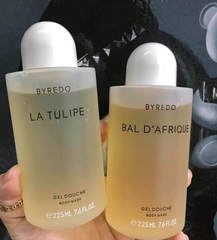 BYREDO
LA TULIPE
GEL DOUCHE
BODY WASH
℮225ML 7.6FL.OZ.
BYREDO
BAL D'AFRIQUE
GEL DOUCHE
BODY WASH
℮225ML 7.6FL.OZ.